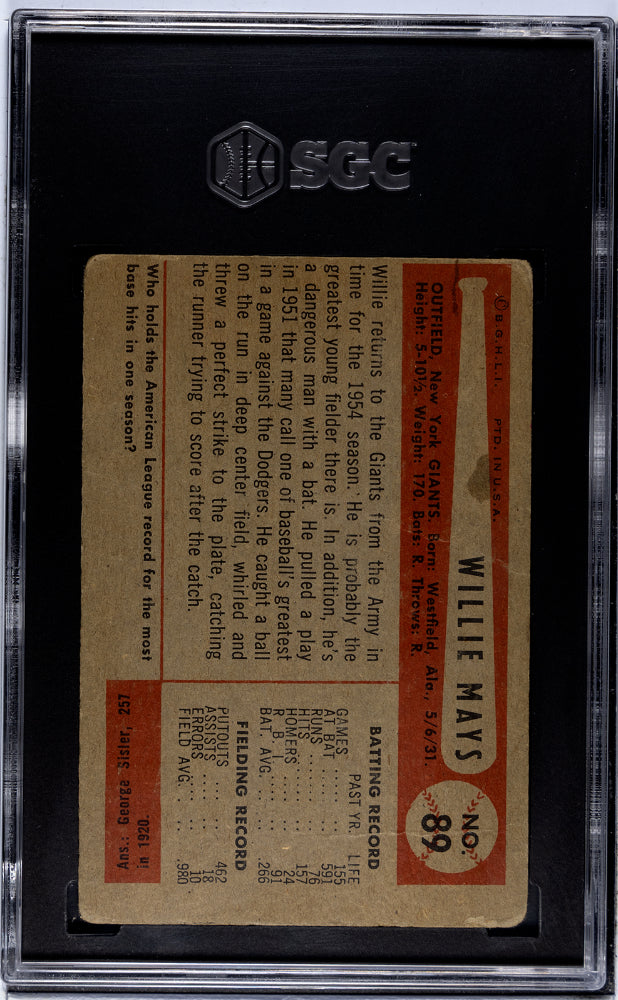 SGC
© B.G.H.L.I. PTD. IN U.S.A.
WILLIE MAYS
NO. 89
OUTFIELD, New York GIANTS. Born: Westfield, Ala., 5/6/31.
Height: 5-10½. Weight: 170. Bats: R. Throws: R.
Willie returns to the Giants from the Army in
time for the 1954 season. He is probably the
greatest young fielder there is. In addition, he's
a dangerous man with a bat. He pulled a play
in 1951 that many call one of baseball's greatest
in a game against the Dodgers. He caught a ball
on the run in deep center field, whirled and
threw a perfect strike to the plate, catching
the runner trying to score after the catch.
BATTING RECORD
PAST YR. LIFE
GAMES ..... 155
AT BAT ..... 591
RUNS ..... 76
HITS ..... 157
HOMERS .... 24
R. B. I. .... 91
BAT. AVG. .... .266
FIELDING RECORD
PUTOUTS .... 462
ASSISTS .... 18
ERRORS .... 10
FIELD AVG. .... .980
Who holds the American League record for the most
base hits in one season?
Ans.: George Sisler, 257
in 1920.